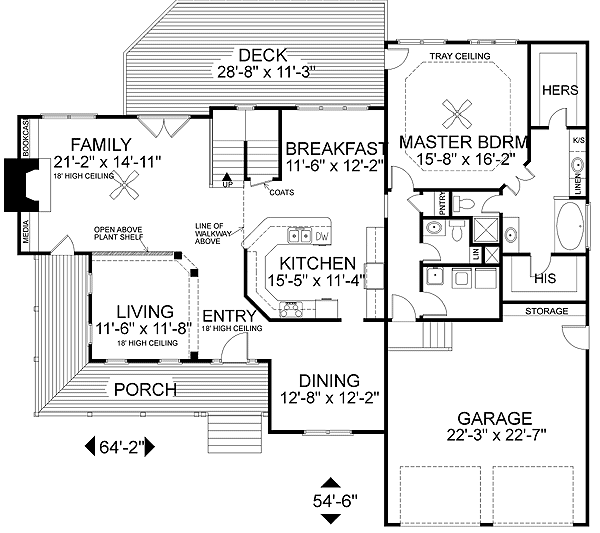 DECK
28'-8" x 11'-3"
TRAY CEILING
HERS
BOOKCASE
FAMILY
21'-2" x 14'-11"
18' HIGH CEILING
BREAKFAST
11'-6" x 12'-2"
MASTER BDRM
15'-8" x 16'-2"
K/S
LINEN
UP
COATS
PNTRY
MEDIA
OPEN ABOVE
PLANT SHELF
LINE OF
WALKWAY
ABOVE
DW
KITCHEN
15'-5" x 11'-4"
LIN
HIS
LIVING
11'-6" x 11'-8"
18' HIGH CEILING
ENTRY
18' HIGH CEILING
STORAGE
PORCH
DINING
12'-8" x 12'-2"
GARAGE
22'-3" x 22'-7"
64'-2"
54'-6"